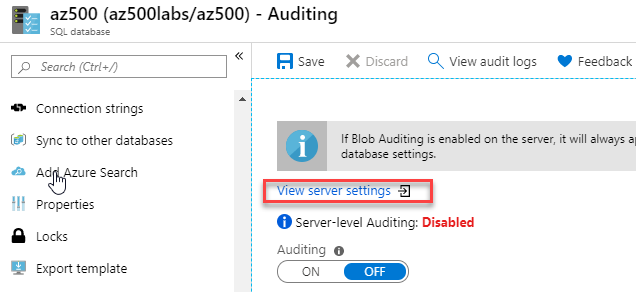 az500 (az500labs/az500) - Auditing
SQL database
Search (Ctrl+/)
Connection strings
Sync to other databases
Add Azure Search
Properties
Locks
Export template
Save Discard View audit logs Feedback
If Blob Auditing is enabled on the server, it will always
database settings.
View server settings
Server-level Auditing: Disabled
Auditing
ON OFF